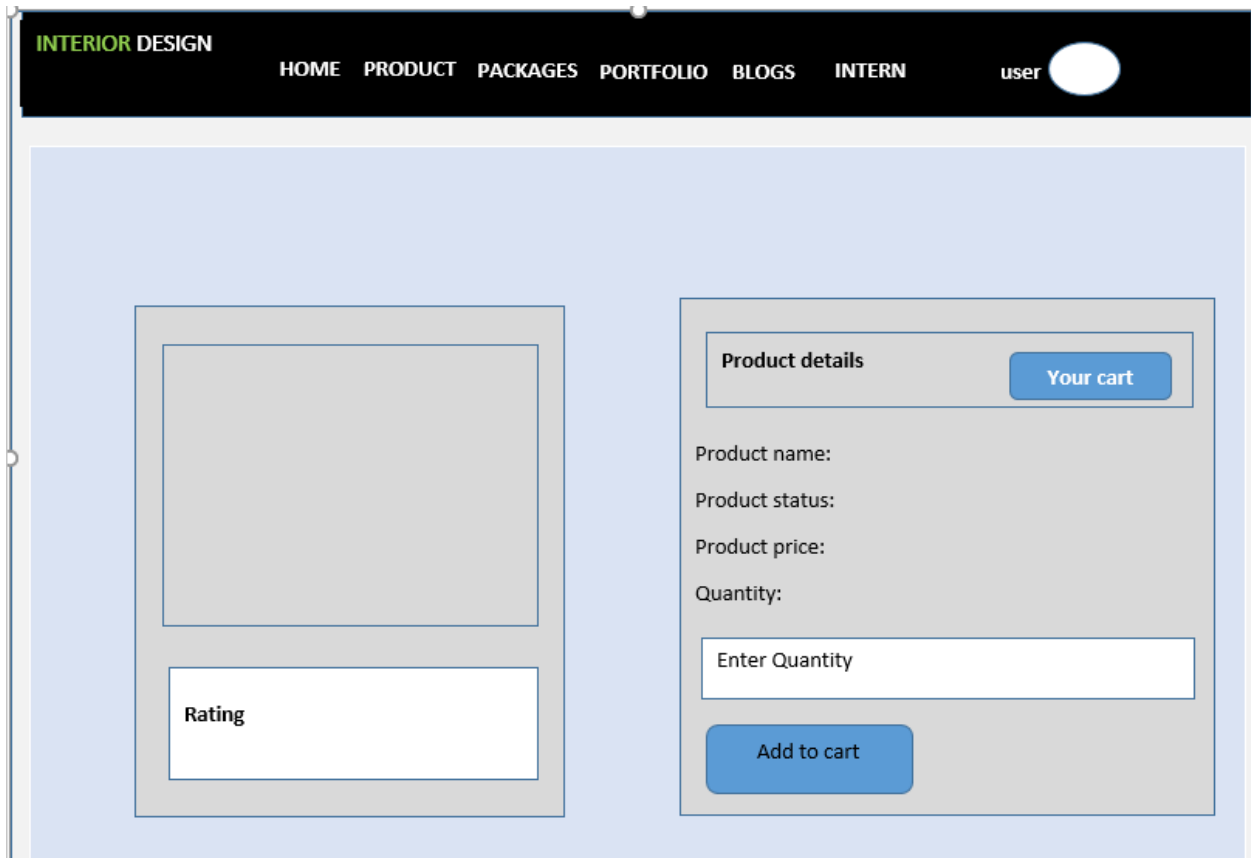 INTERIOR DESIGN
HOME PRODUCT PACKAGES PORTFOLIO BLOGS INTERN user
Rating
Product details
Your cart
Product name:
Product status:
Product price:
Quantity:
Enter Quantity
Add to cart